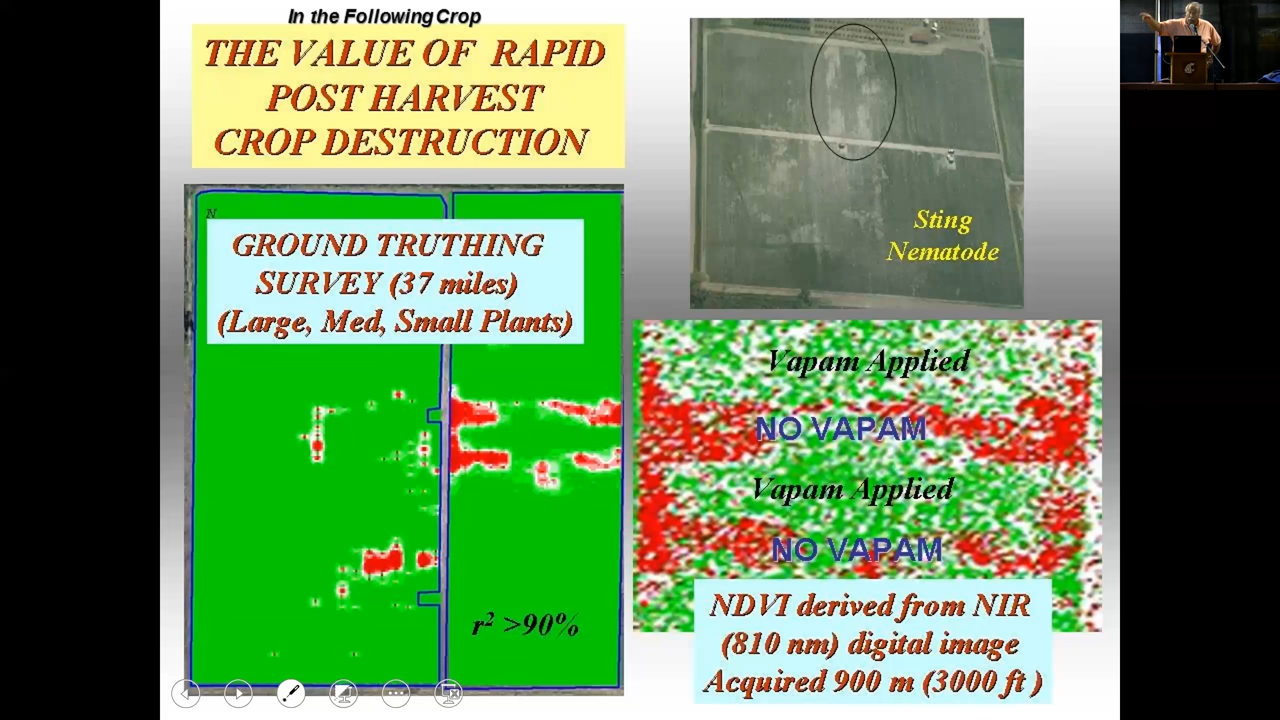 In the Following Crop
THE VALUE OF RAPID
POST HARVEST
CROP DESTRUCTION
N
GROUND TRUTHING
SURVEY (37 miles)
(Large, Med, Small Plants)
r² >90%
Sting
Nematode
Vapam Applied
NO VAPAM
Vapam Applied
NO VAPAM
NDVI derived from NIR
(810 nm) digital image
Acquired 900 m (3000 ft )